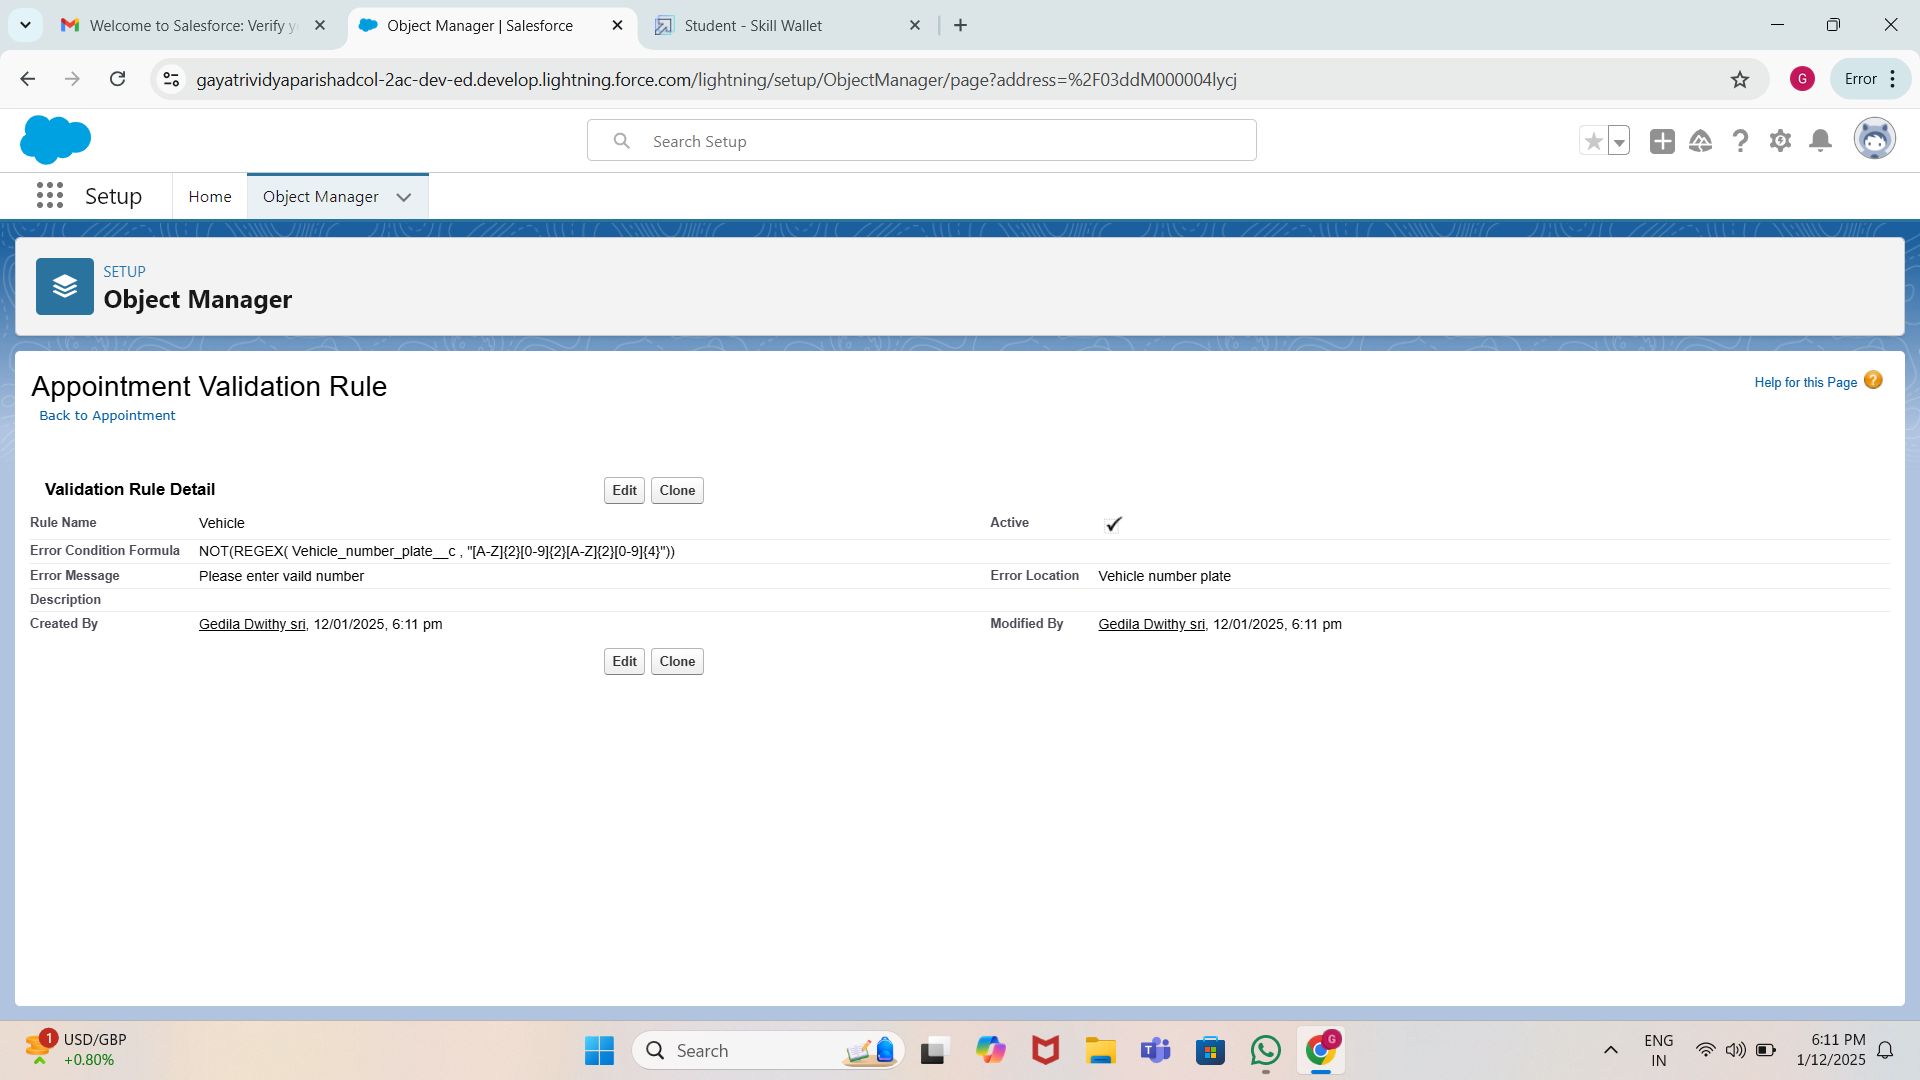 Welcome to Salesforce: Verify y
Object Manager | Salesforce
Student - Skill Wallet
gayatrividyaparishadcol-2ac-dev-ed.develop.lightning.force.com/lightning/setup/ObjectManager/page?address=%2F03ddM000004lycj
G
Error
Search Setup
Setup
Home
Object Manager
SETUP
Object Manager
Appointment Validation Rule
Help for this Page ?
Back to Appointment
Validation Rule Detail
Edit
Clone
Rule Name
Vehicle
Active
Error Condition Formula
NOT(REGEX( Vehicle_number_plate__c , "[A-Z]{2}[0-9]{2}[A-Z]{2}[0-9]{4}"))
Error Message
Please enter vaild number
Error Location
Vehicle number plate
Description
Created By
Gedila Dwithy sri, 12/01/2025, 6:11 pm
Modified By
Gedila Dwithy sri, 12/01/2025, 6:11 pm
Edit
Clone
1
USD/GBP
+0.80%
Search
G
ENG
IN
6:11 PM
1/12/2025